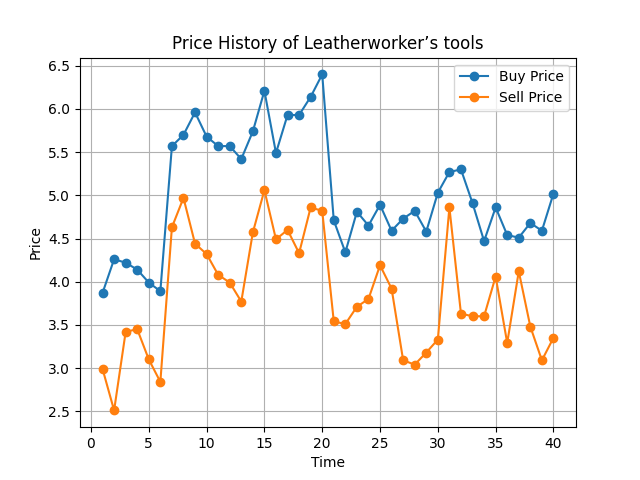 Price History of Leatherworker’s tools
Buy Price
Sell Price
6.5
6.0
5.5
5.0
4.5
4.0
3.5
3.0
2.5
Price
0 5 10 15 20 25 30 35 40
Time